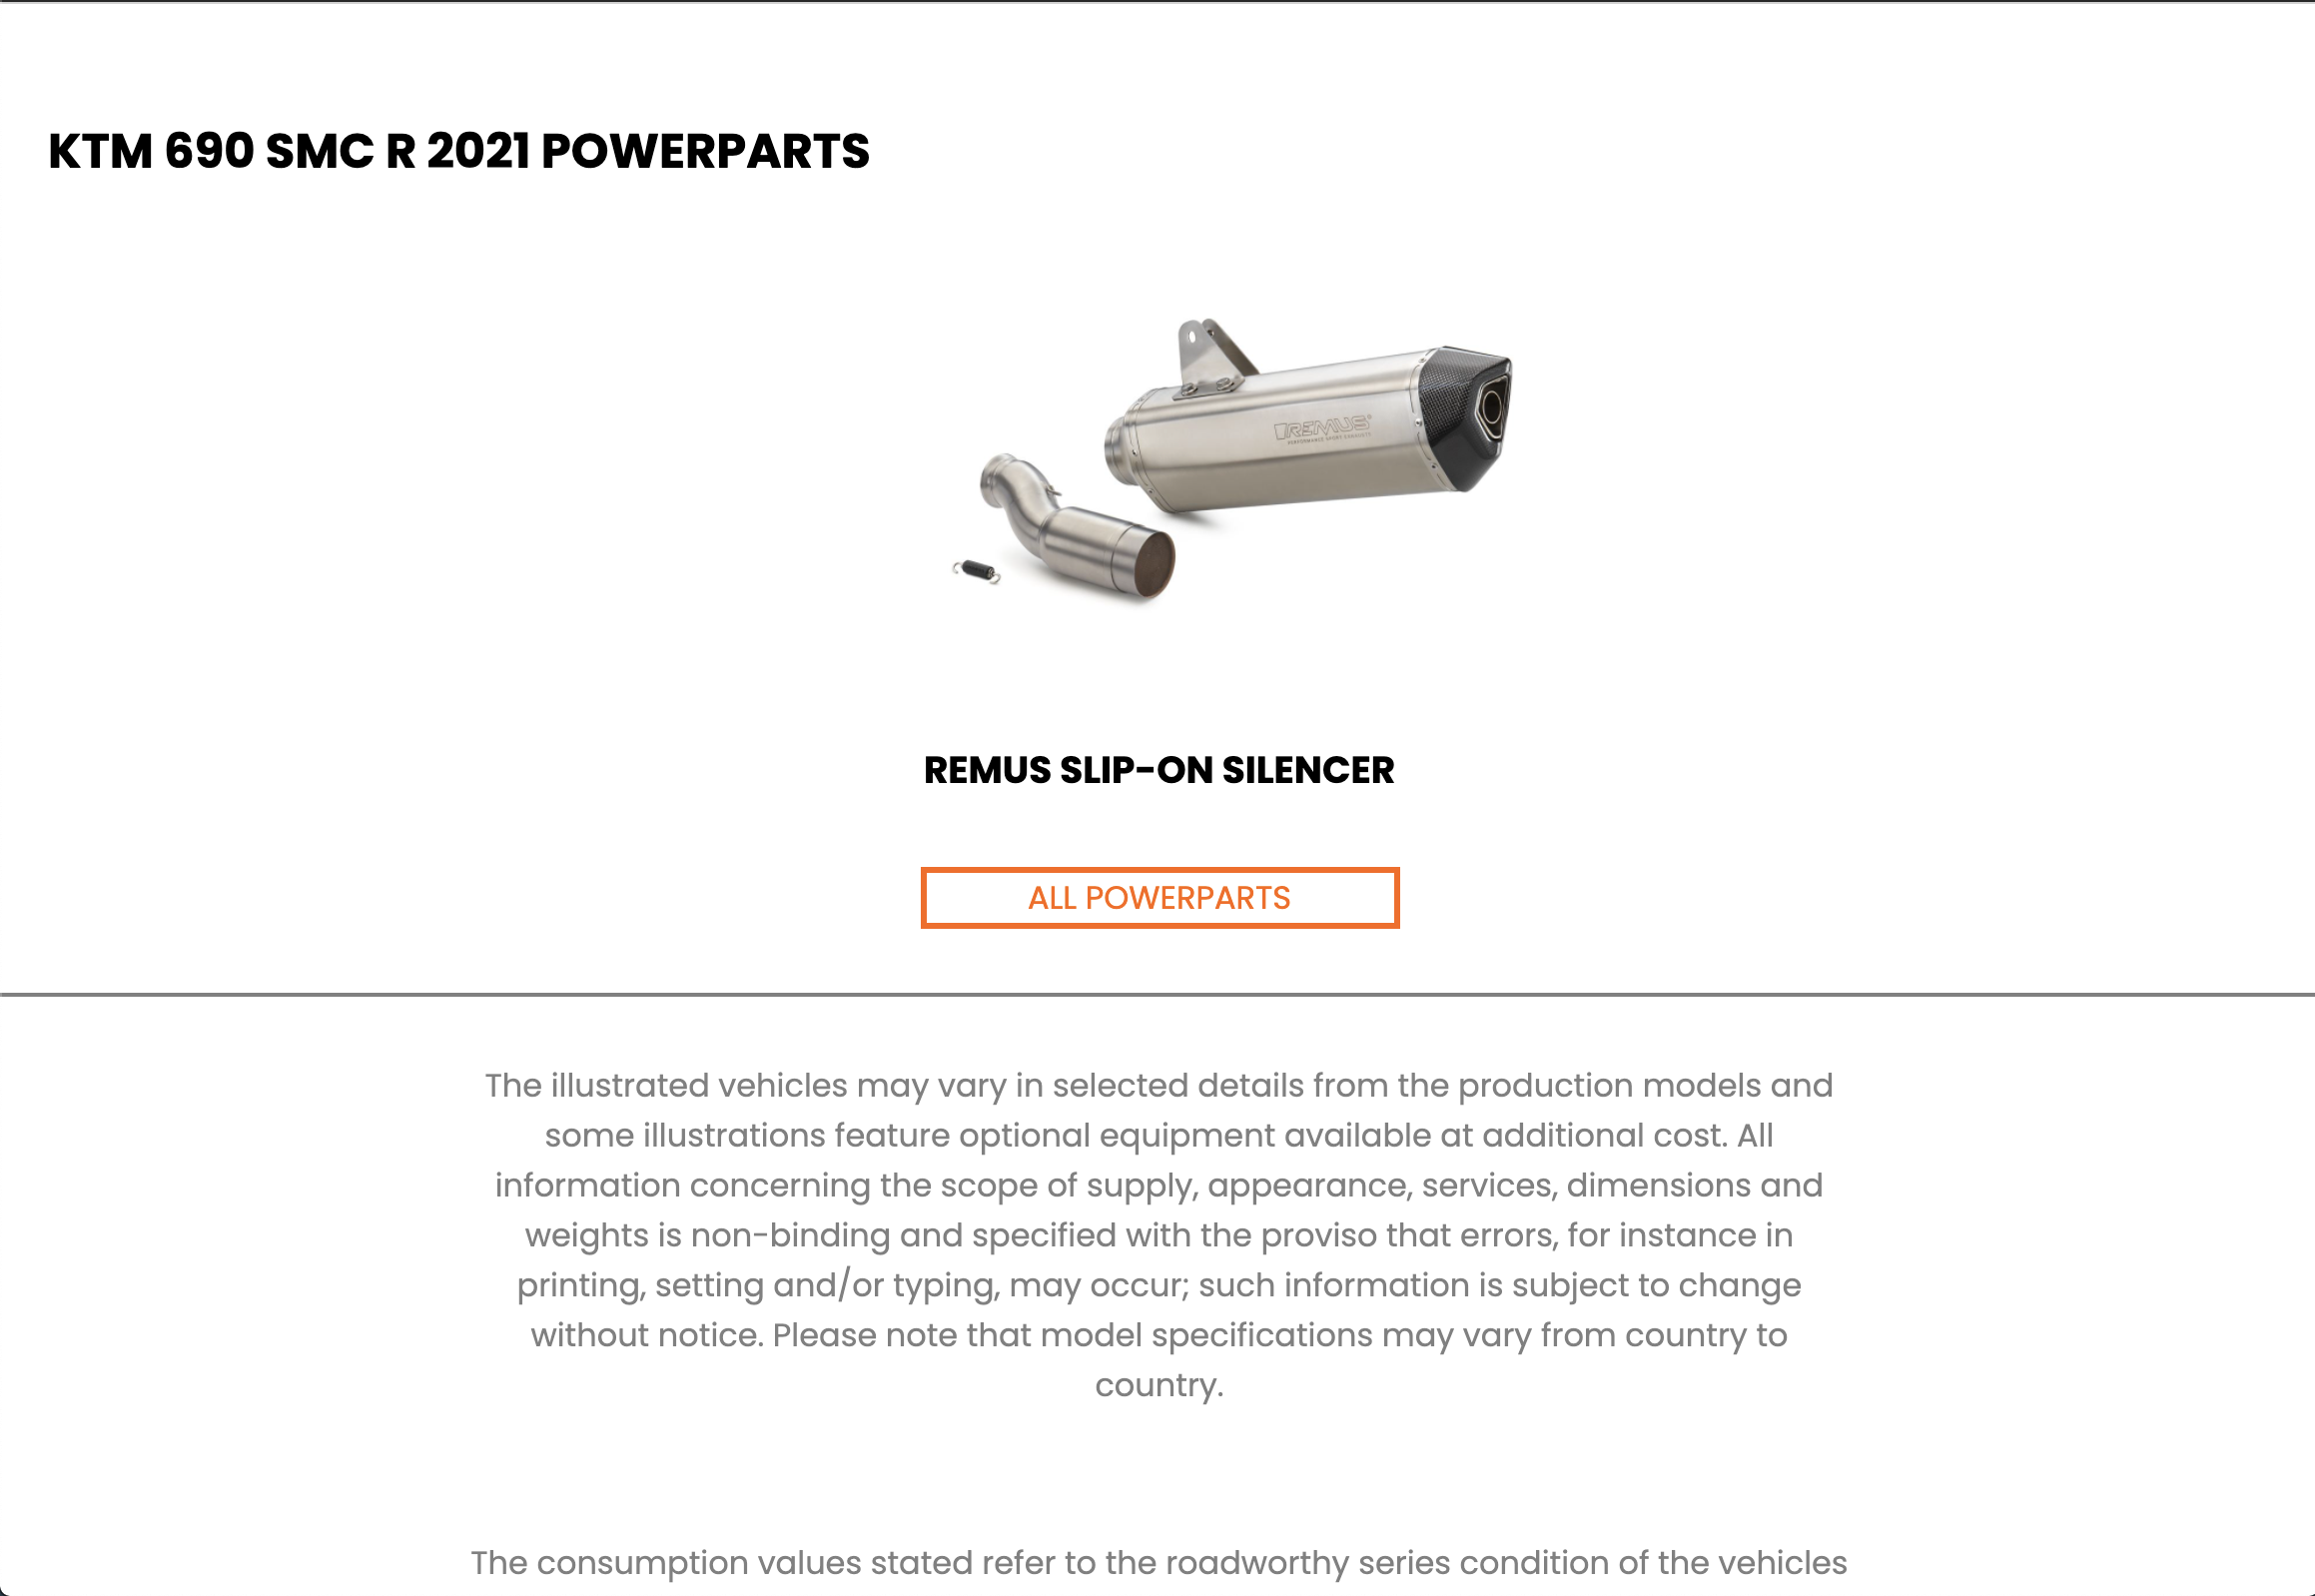 KTM 690 SMC R 2021 POWERPARTS
REMUS
REMUS SLIP-ON SILENCER
ALL POWERPARTS
The illustrated vehicles may vary in selected details from the production models and
some illustrations feature optional equipment available at additional cost. All
information concerning the scope of supply, appearance, services, dimensions and
weights is non-binding and specified with the proviso that errors, for instance in
printing, setting and/or typing, may occur; such information is subject to change
without notice. Please note that model specifications may vary from country to
country.
The consumption values stated refer to the roadworthy series condition of the vehicles